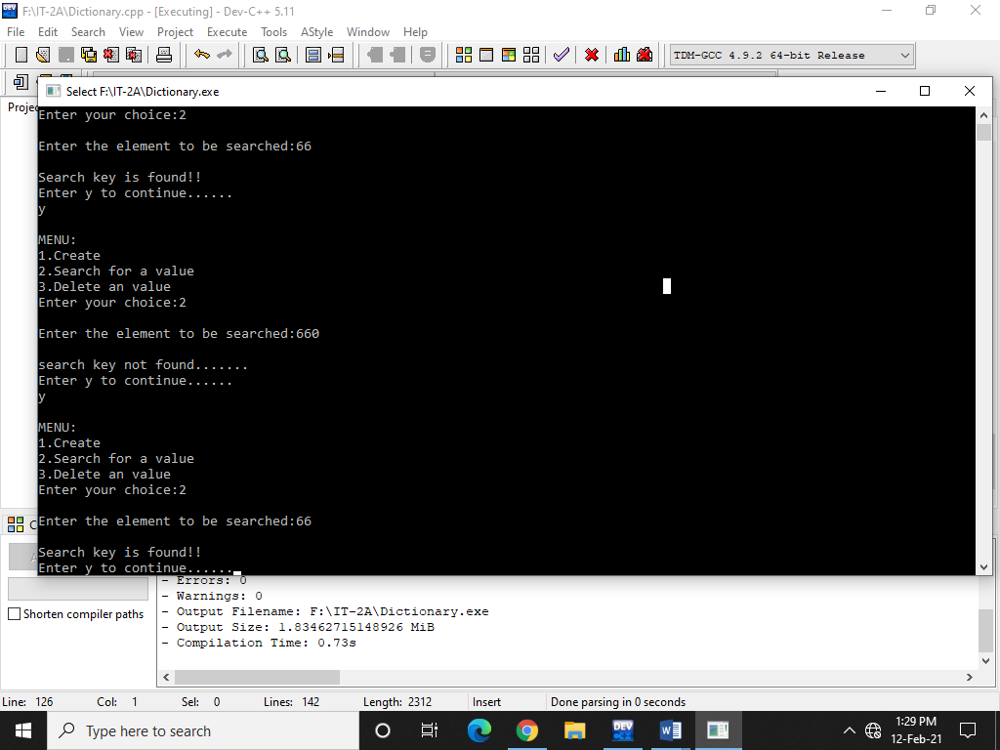 F:\IT-2A\Dictionary.cpp - [Executing] - Dev-C++ 5.11
File Edit Search View Project Execute Tools AStyle Window Help
TDM-GCC 4.9.2 64-bit Release
Select F:\IT-2A\Dictionary.exe
Enter your choice:2
Enter the element to be searched:66
Search key is found!!
Enter y to continue......
y
MENU:
1.Create
2.Search for a value
3.Delete an value
Enter your choice:2
Enter the element to be searched:660
search key not found.......
Enter y to continue......
y
MENU:
1.Create
2.Search for a value
3.Delete an value
Enter your choice:2
Enter the element to be searched:66
Search key is found!!
Enter y to continue......
- Errors: 0
- Warnings: 0
- Output Filename: F:\IT-2A\Dictionary.exe
- Output Size: 1.83462715148926 MiB
- Compilation Time: 0.73s
Shorten compiler paths
Line: 126 Col: 1 Sel: 0 Lines: 142 Length: 2312 Insert Done parsing in 0 seconds
Type here to search
DEV
1:29 PM
12-Feb-21